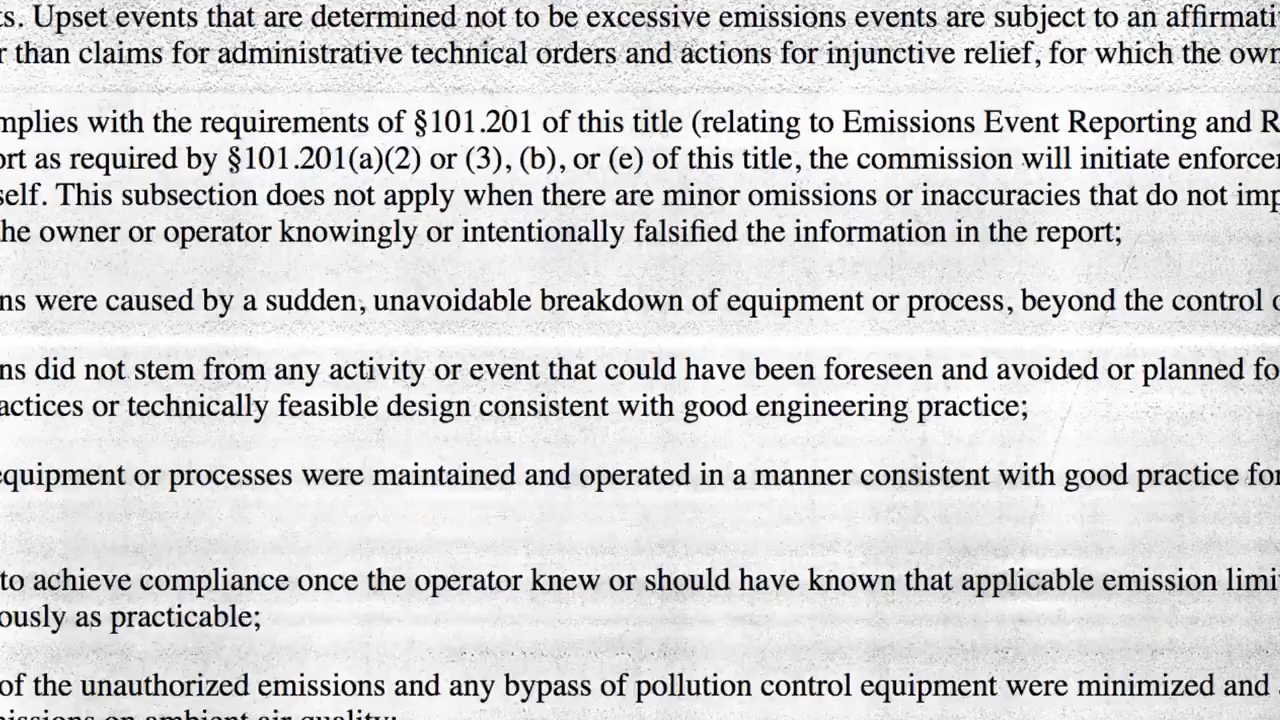 ts. Upset events that are determined not to be excessive emissions events are subject to an affirmati
r than claims for administrative technical orders and actions for injunctive relief, for which the own
mplies with the requirements of §101.201 of this title (relating to Emissions Event Reporting and R
ort as required by §101.201(a)(2) or (3), (b), or (e) of this title, the commission will initiate enforcen
self. This subsection does not apply when there are minor omissions or inaccuracies that do not imp
the owner or operator knowingly or intentionally falsified the information in the report;
ns were caused by a sudden, unavoidable breakdown of equipment or process, beyond the control o
ns did not stem from any activity or event that could have been foreseen and avoided or planned fo
actices or technically feasible design consistent with good engineering practice;
equipment or processes were maintained and operated in a manner consistent with good practice for
to achieve compliance once the operator knew or should have known that applicable emission limi
ously as practicable;
of the unauthorized emissions and any bypass of pollution control equipment were minimized and
issions on ambient air quality;